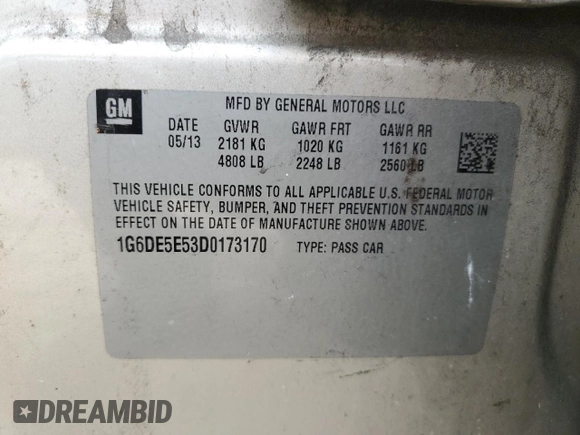 GM
MFD BY GENERAL MOTORS LLC
DATE GVWR GAWR FRT GAWR RR
05/13 2181 KG 1020 KG 1161 KG
4808 LB 2248 LB 2560 LB
THIS VEHICLE CONFORMS TO ALL APPLICABLE U.S. FEDERAL MOTOR
VEHICLE SAFETY, BUMPER, AND THEFT PREVENTION STANDARDS IN
EFFECT ON THE DATE OF MANUFACTURE SHOWN ABOVE.
1G6DE5E53D0173170 TYPE: PASS CAR
DREAMBID